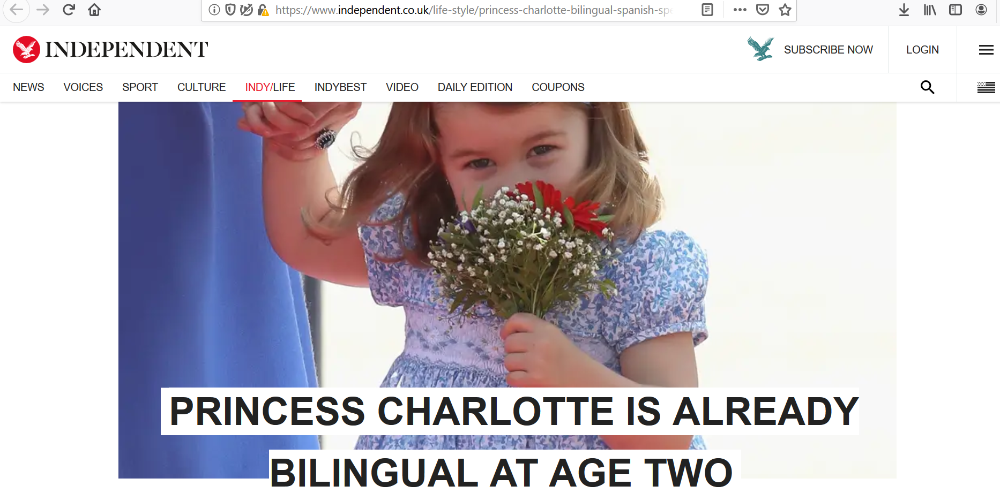 https://www.independent.co.uk/life-style/princess-charlotte-bilingual-spanish-spe
INDEPENDENT
SUBSCRIBE NOW
LOGIN
NEWS VOICES SPORT CULTURE INDY/LIFE INDYBEST VIDEO DAILY EDITION COUPONS
PRINCESS CHARLOTTE IS ALREADY
BILINGUAL AT AGE TWO